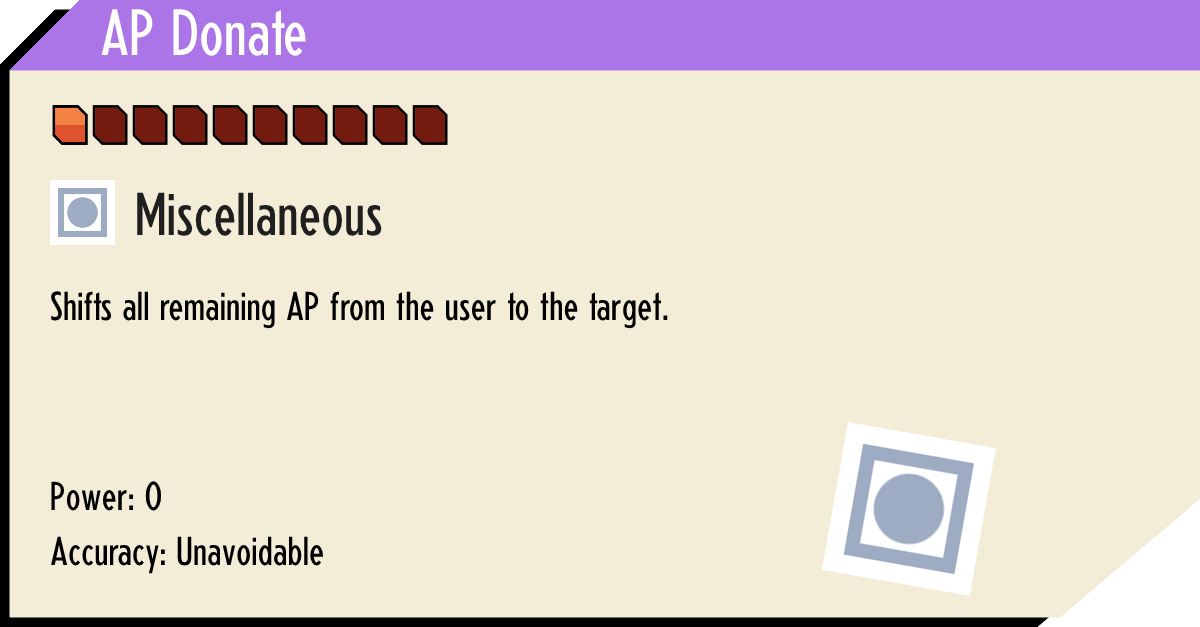 AP Donate
Miscellaneous
Shifts all remaining AP from the user to the target.
Power: 0
Accuracy: Unavoidable